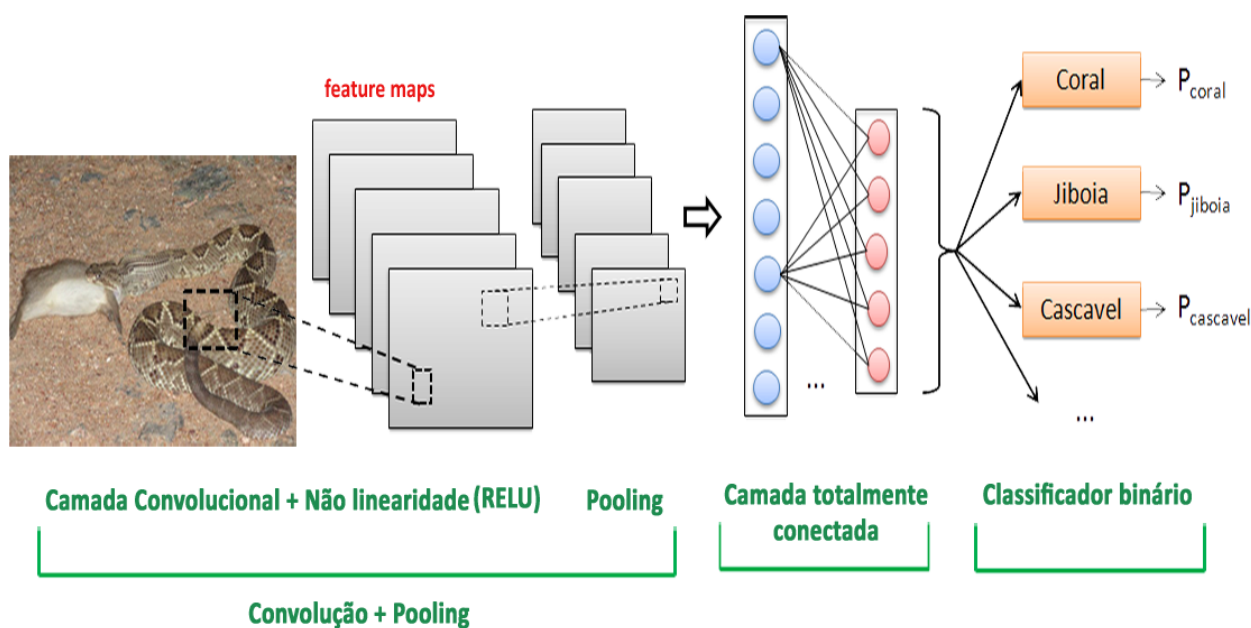 feature maps
Coral
P_coral
Jiboia
P_jiboia
Cascavel
P_cascavel
...
...
Camada Convolucional + Não linearidade (RELU)
Pooling
Camada totalmente
conectada
Classificador binário
Convolução + Pooling